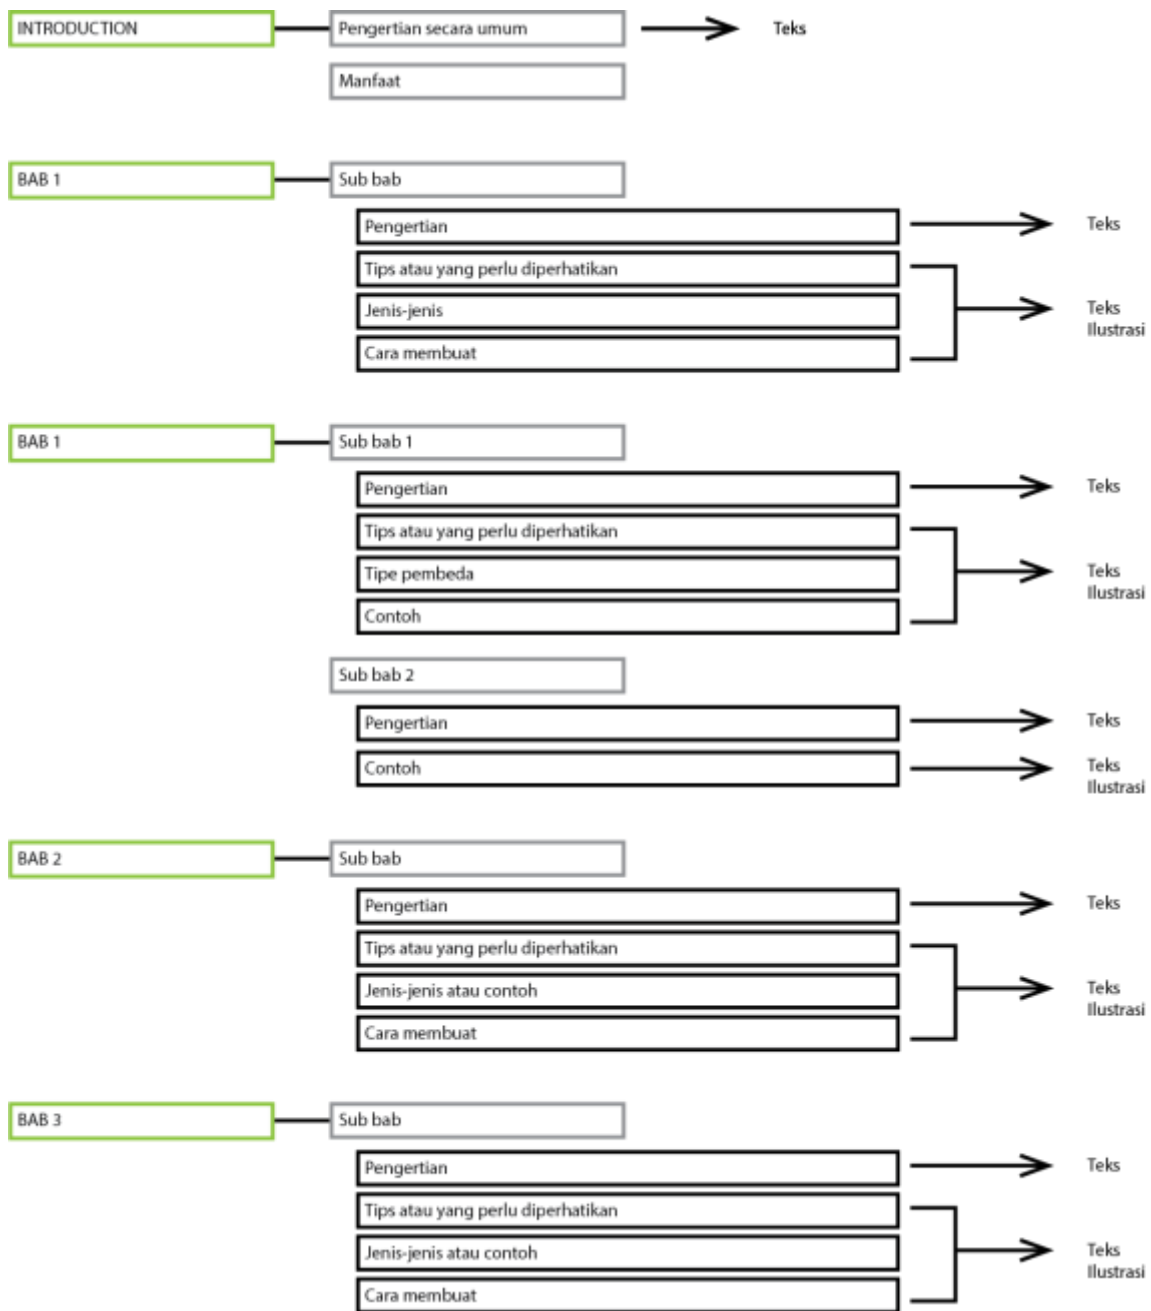 INTRODUCTION
Pengertian secara umum
Teks
Manfaat
BAB 1
Sub bab
Pengertian
Teks
Tips atau yang perlu diperhatikan
Jenis-jenis
Teks
Ilustrasi
Cara membuat
BAB 1
Sub bab 1
Pengertian
Teks
Tips atau yang perlu diperhatikan
Tipe pembeda
Teks
Ilustrasi
Contoh
Sub bab 2
Pengertian
Teks
Contoh
Teks
Ilustrasi
BAB 2
Sub bab
Pengertian
Teks
Tips atau yang perlu diperhatikan
Jenis-jenis atau contoh
Teks
Ilustrasi
Cara membuat
BAB 3
Sub bab
Pengertian
Teks
Tips atau yang perlu diperhatikan
Jenis-jenis atau contoh
Teks
Ilustrasi
Cara membuat